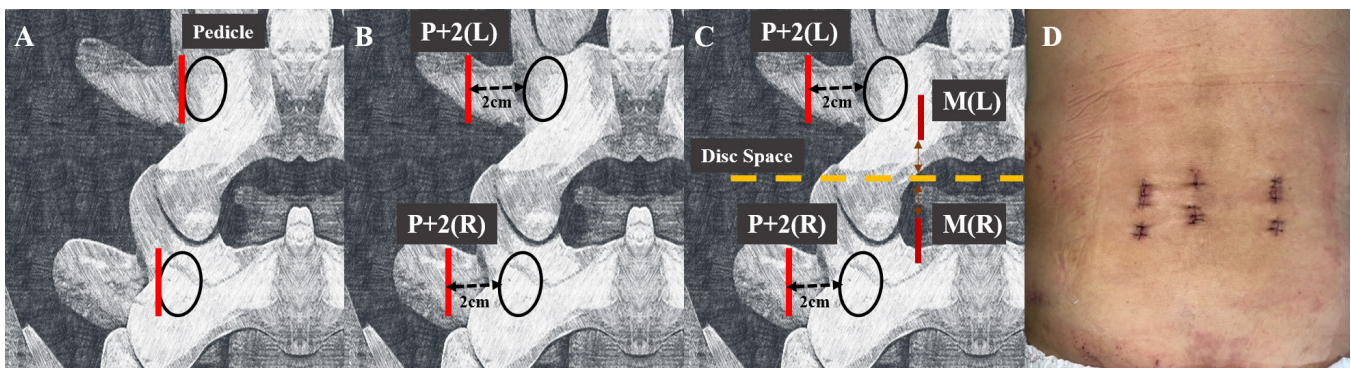 A
Pedicle
B
P+2(L)
2cm
P+2(R)
2cm
C
P+2(L)
2cm
M(L)
Disc Space
P+2(R)
M(R)
2cm
D